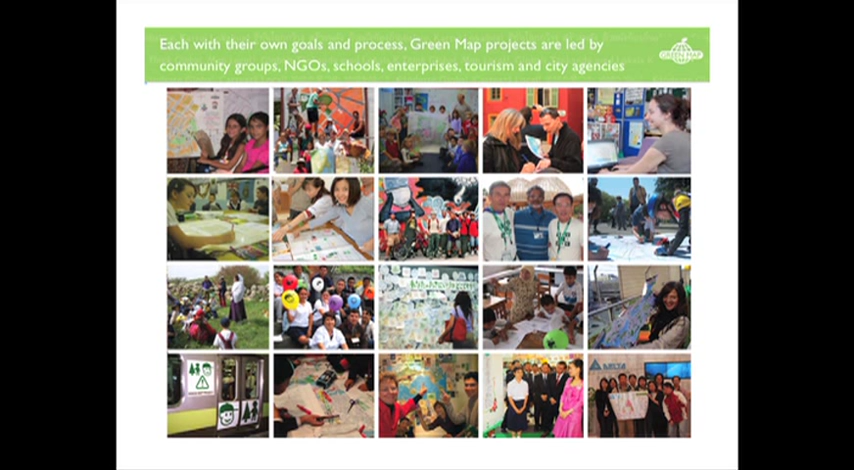 Each with their own goals and process, Green Map projects are led by
community groups, NGOs, schools, enterprises, tourism and city agencies
GREEN MAP
DELTA